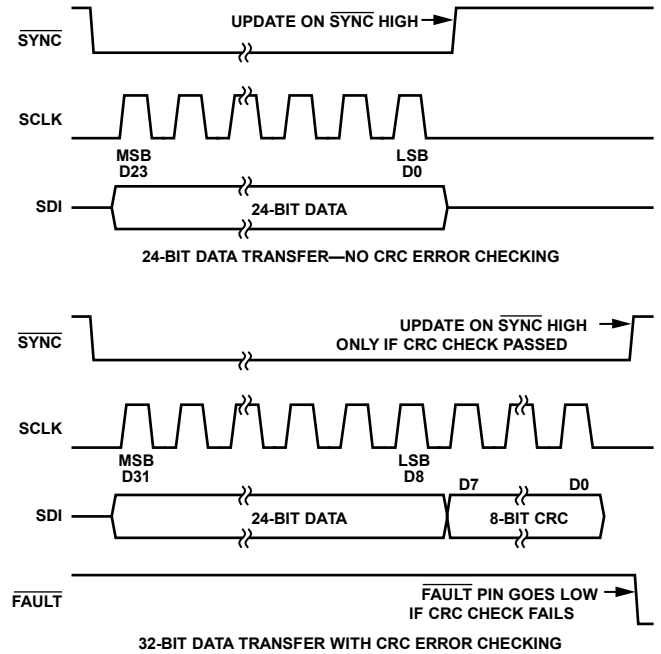 UPDATE ON SYNC HIGH
SYNC
SCLK
MSB
D23
LSB
D0
SDI
24-BIT DATA
24-BIT DATA TRANSFER—NO CRC ERROR CHECKING
UPDATE ON SYNC HIGH
ONLY IF CRC CHECK PASSED
SYNC
SCLK
MSB
D31
LSB
D8
D7
D0
SDI
24-BIT DATA
8-BIT CRC
FAULT
FAULT PIN GOES LOW
IF CRC CHECK FAILS
32-BIT DATA TRANSFER WITH CRC ERROR CHECKING